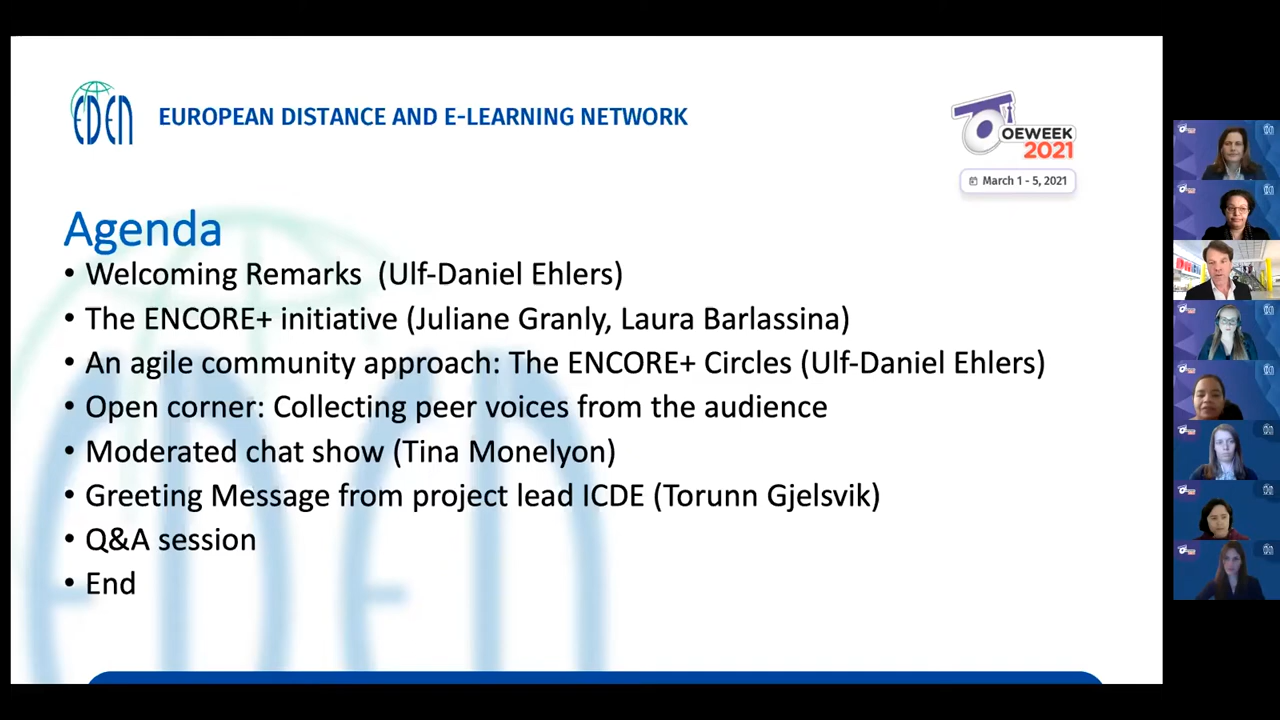 EDEN
EUROPEAN DISTANCE AND E-LEARNING NETWORK
OEWEEK
2021
March 1 - 5, 2021
Agenda
• Welcoming Remarks (Ulf-Daniel Ehlers)
• The ENCORE+ initiative (Juliane Granly, Laura Barlassina)
• An agile community approach: The ENCORE+ Circles (Ulf-Daniel Ehlers)
• Open corner: Collecting peer voices from the audience
• Moderated chat show (Tina Monelyon)
• Greeting Message from project lead ICDE (Torunn Gjelsvik)
• Q&A session
• End